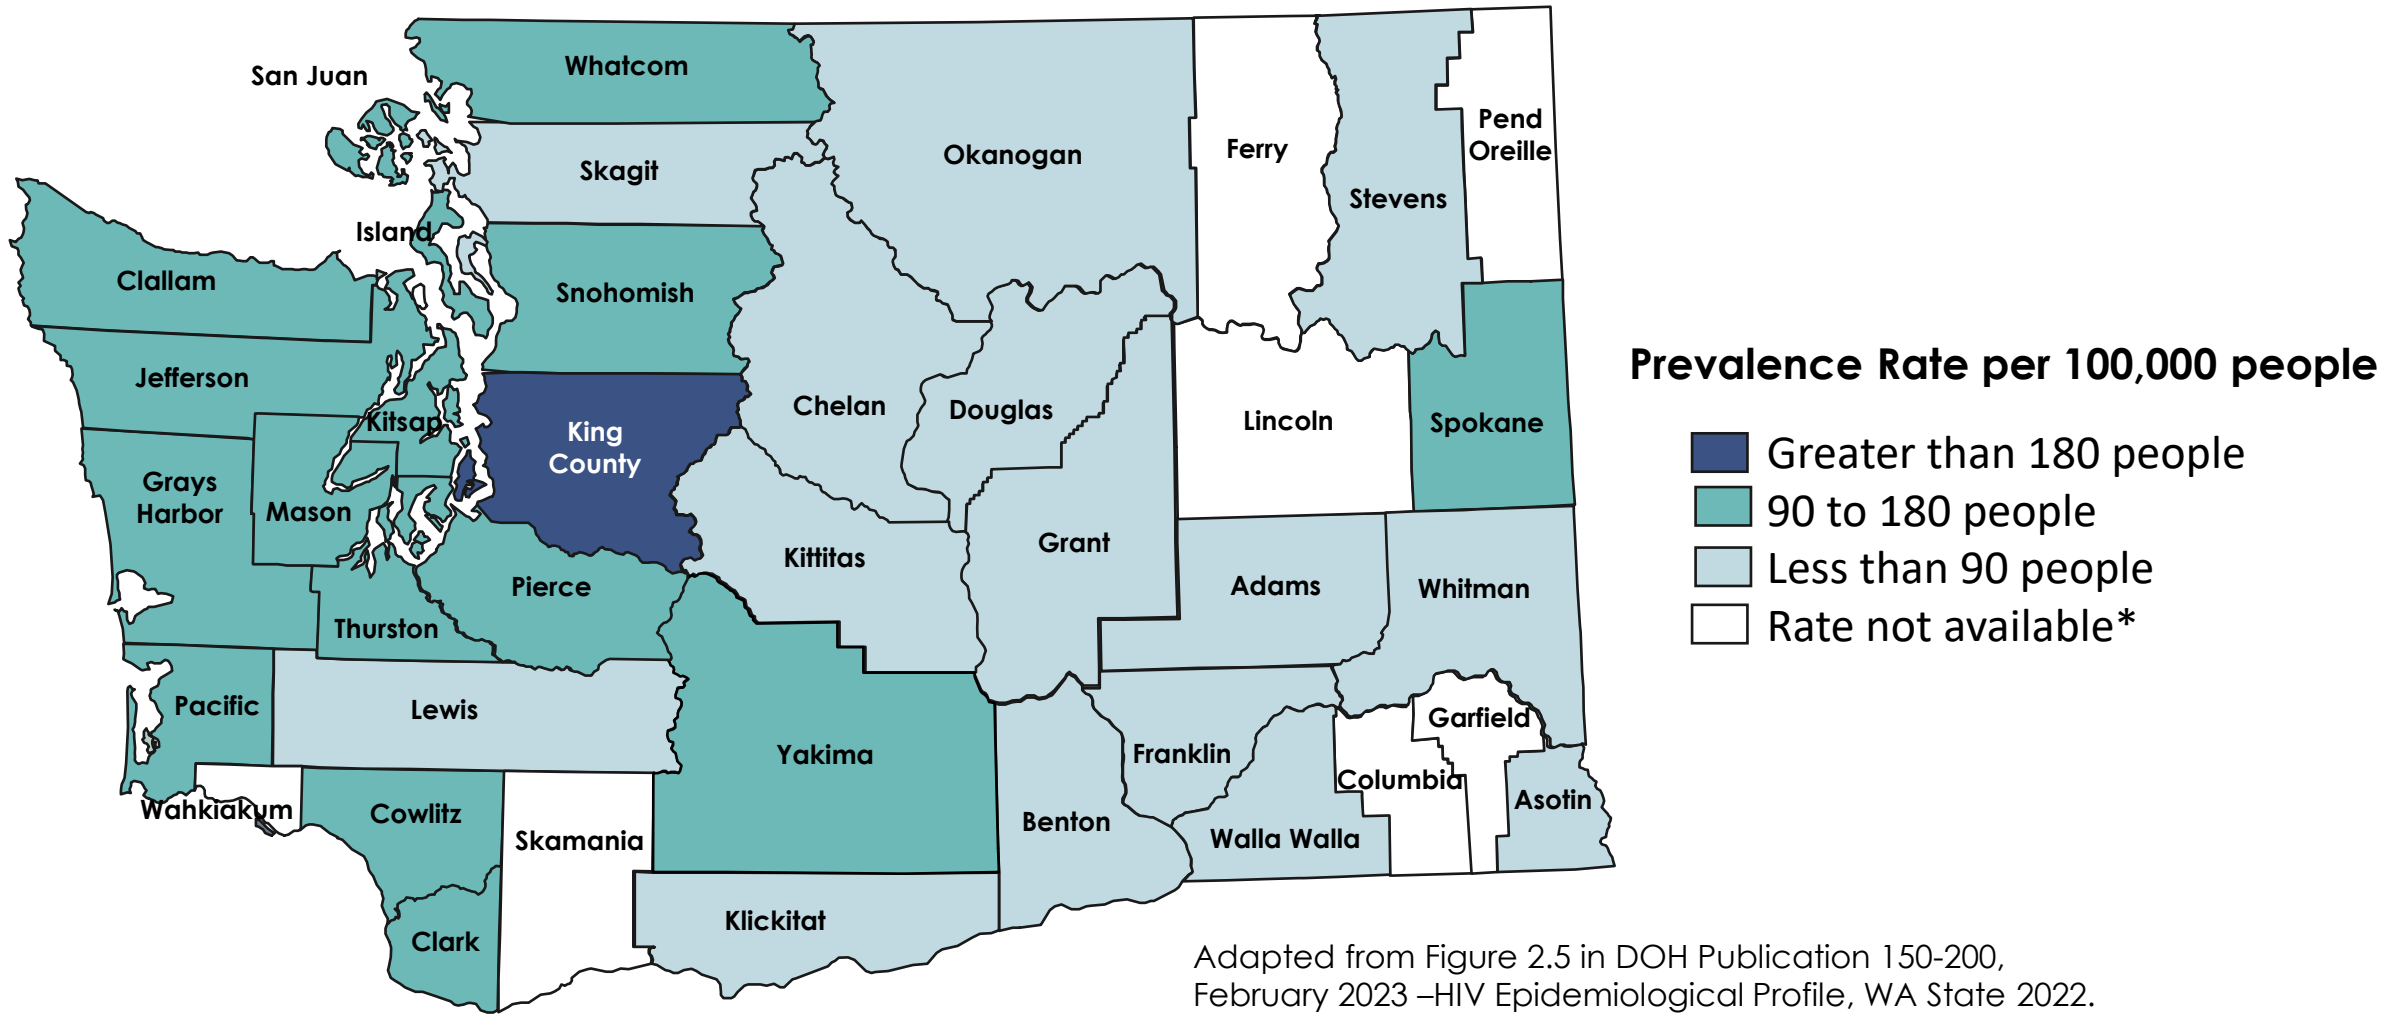 San Juan
Whatcom
Skagit
Okanogan
Ferry
Pend
Oreille
Stevens
Island
Clallam
Snohomish
Jefferson
Kitsap
King
County
Chelan
Douglas
Lincoln
Spokane
Grays
Harbor
Mason
Kittitas
Grant
Adams
Whitman
Pierce
Thurston
Pacific
Lewis
Yakima
Franklin
Garfield
Columbia
Asotin
Wahkiakum
Cowlitz
Skamania
Benton
Walla Walla
Clark
Klickitat
Prevalence Rate per 100,000 people
Greater than 180 people
90 to 180 people
Less than 90 people
Rate not available*
Adapted from Figure 2.5 in DOH Publication 150-200,
February 2023 –HIV Epidemiological Profile, WA State 2022.